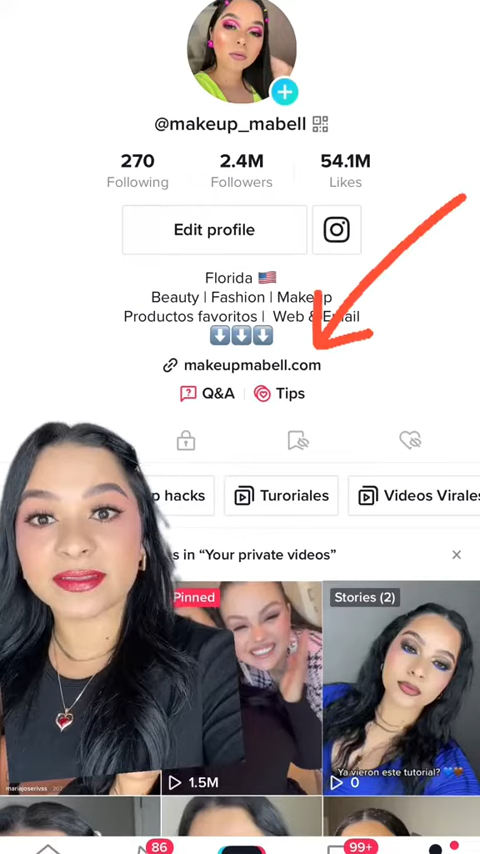 @makeup_mabell
270
2.4M
54.1M
Following
Followers
Likes
Edit profile
Florida
Beauty | Fashion | Makeup
Productos favoritos | Web & Email
makeupmabell.com
Q&A
Tips
p hacks
Turoriales
Videos Virales
s in “Your private videos”
Pinned
Stories (2)
Ya vieron este tutorial?
mariajoserivss
1.5M
0
86
99+